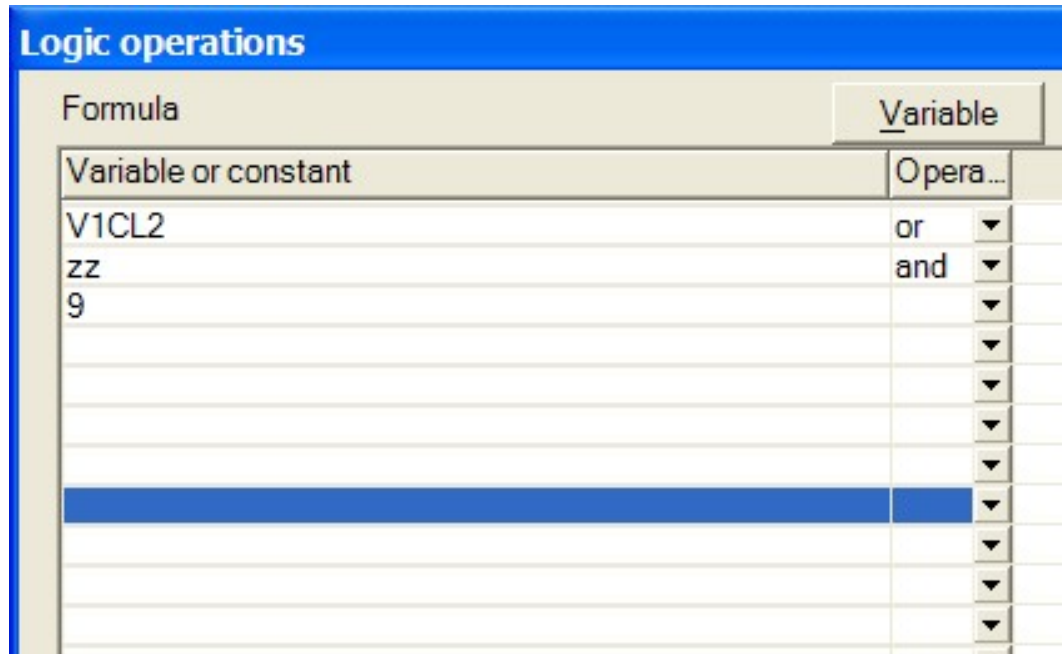 Logic operations
Formula Variable
Variable or constant Opera...
V1CL2 or
zz and
9